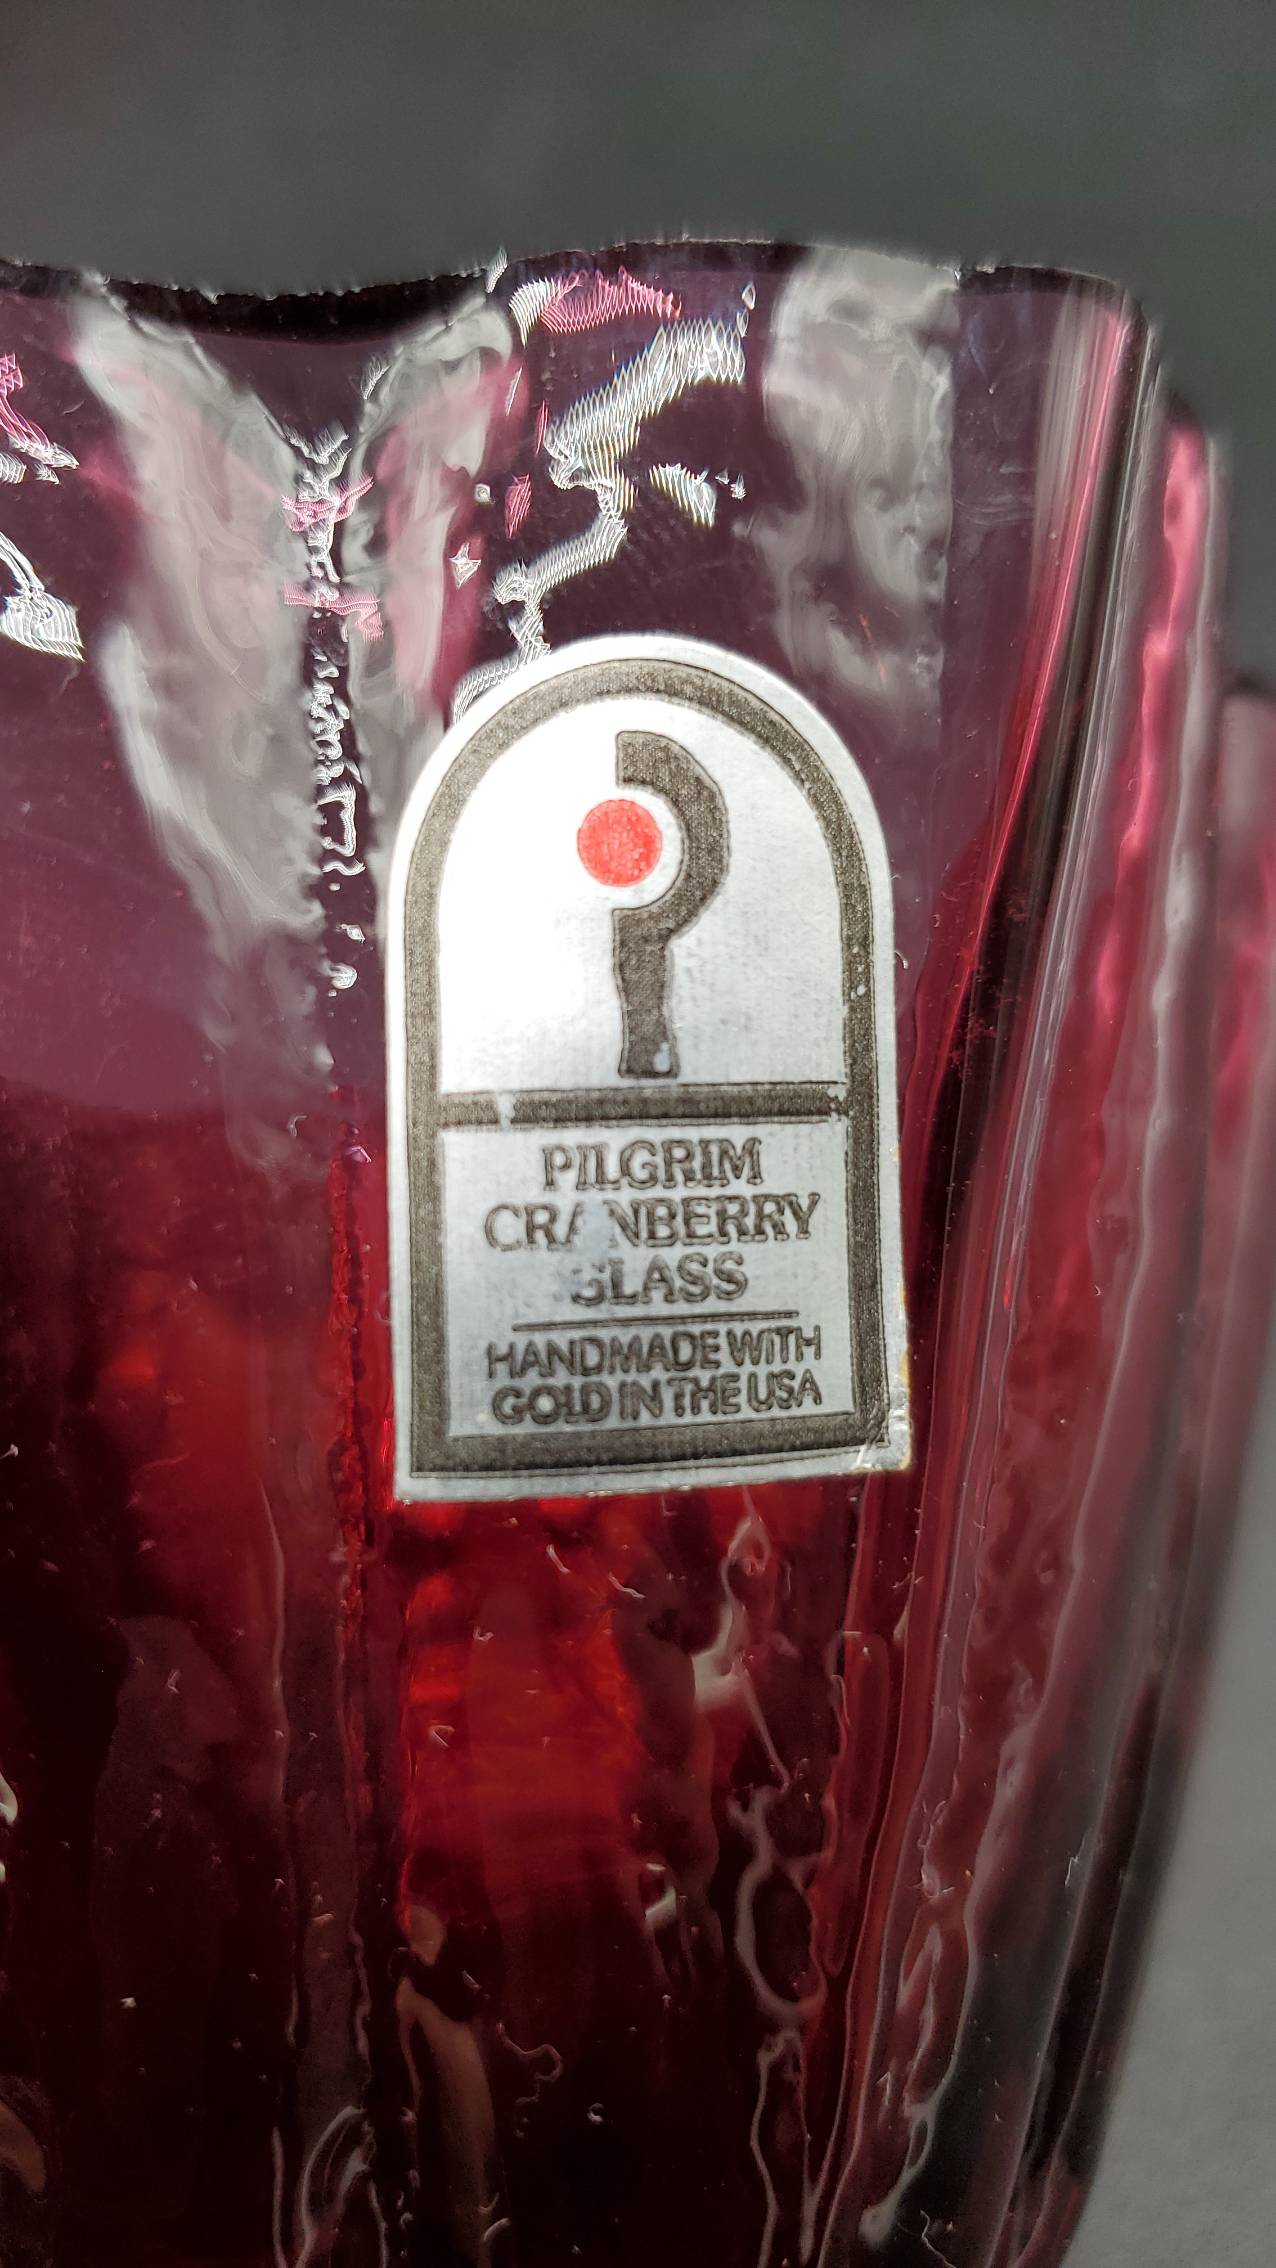 PILGRIM
CRANBERRY
GLASS
HANDMADE WITH
GOLD IN THE USA